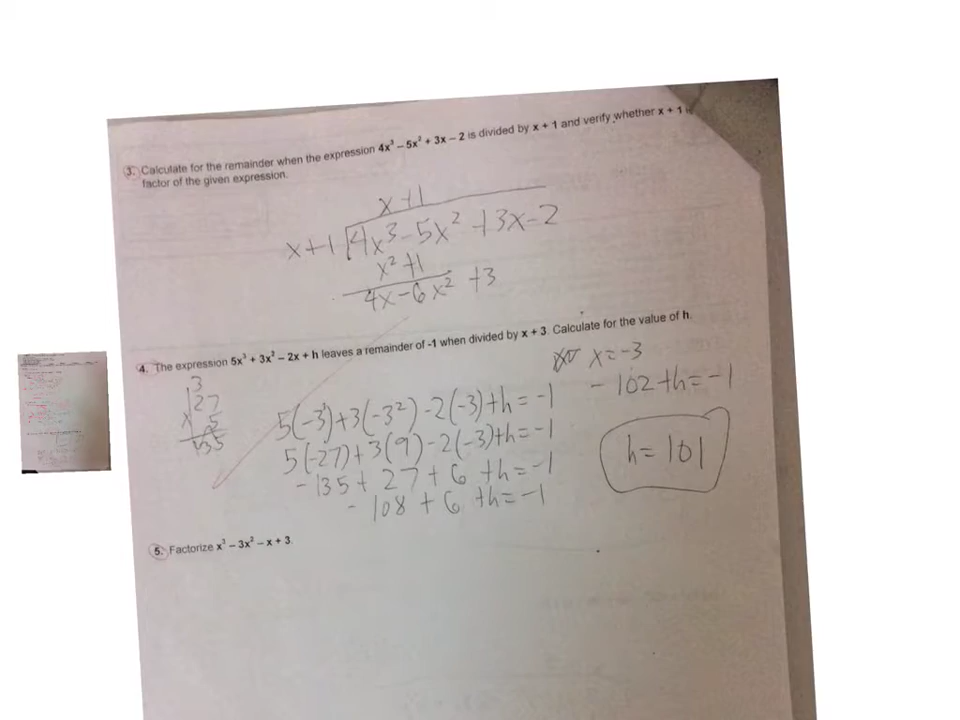 3. Calculate for the remainder when the expression 4x³ – 5x² + 3x – 2 is divided by x + 1 and verify whether x + 1 is
factor of the given expression.
x+1
x+1 4x³-5x²+3x-2
x²+1
4x-6x²+3
4. The expression 5x³ + 3x² – 2x + h leaves a remainder of -1 when divided by x + 3. Calculate for the value of h.
x=-3
3
27
x 5
135
5(-3³)+3(-3²)-2(-3)+h=-1
-102+h=-1
5(-27)+3(9)-2(-3)+h=-1
h=101
-135+27+6+h=-1
-108+6+h=-1
5. Factorize x³ – 3x² – x + 3.